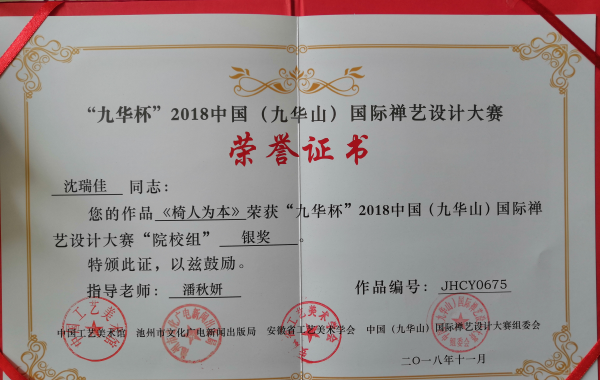 “九华杯”2018中国（九华山）国际禅艺设计大赛
荣誉证书
沈瑞佳 同志：
您的作品《椅人为本》荣获“九华杯”2018中国（九华山）国际禅
艺设计大赛“院校组” 银奖 。
特颁此证，以兹鼓励。
指导老师： 潘秋妍 作品编号：JHCY0675
中国工艺美术馆 池州市文化广电新闻出版局 安徽省工艺美术学会 中国（九华山）国际禅艺设计大赛组委会
二〇一八年十一月